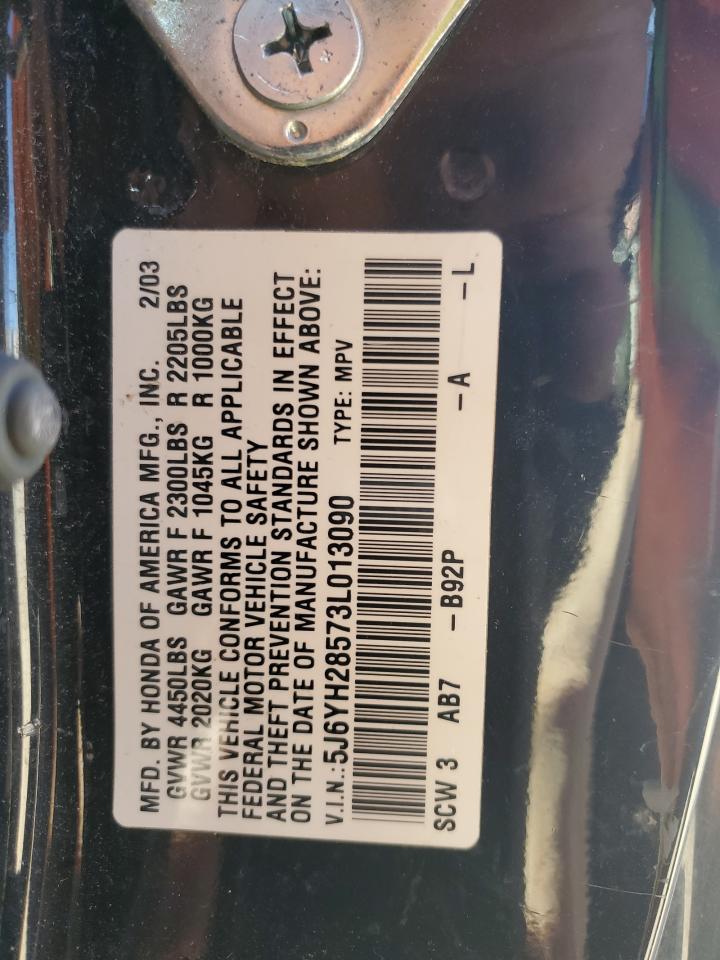 MFD. BY HONDA OF AMERICA MFG., INC. 2/03
GVWR 4450LBS GAWR F 2300LBS R 2205LBS
GVWR 2020KG GAWR F 1045KG R 1000KG
THIS VEHICLE CONFORMS TO ALL APPLICABLE
FEDERAL MOTOR VEHICLE SAFETY
AND THEFT PREVENTION STANDARDS IN EFFECT
ON THE DATE OF MANUFACTURE SHOWN ABOVE:
V.I.N.:5J6YH28573L013090 TYPE: MPV
SCW 3 AB7 –B92P –A –L